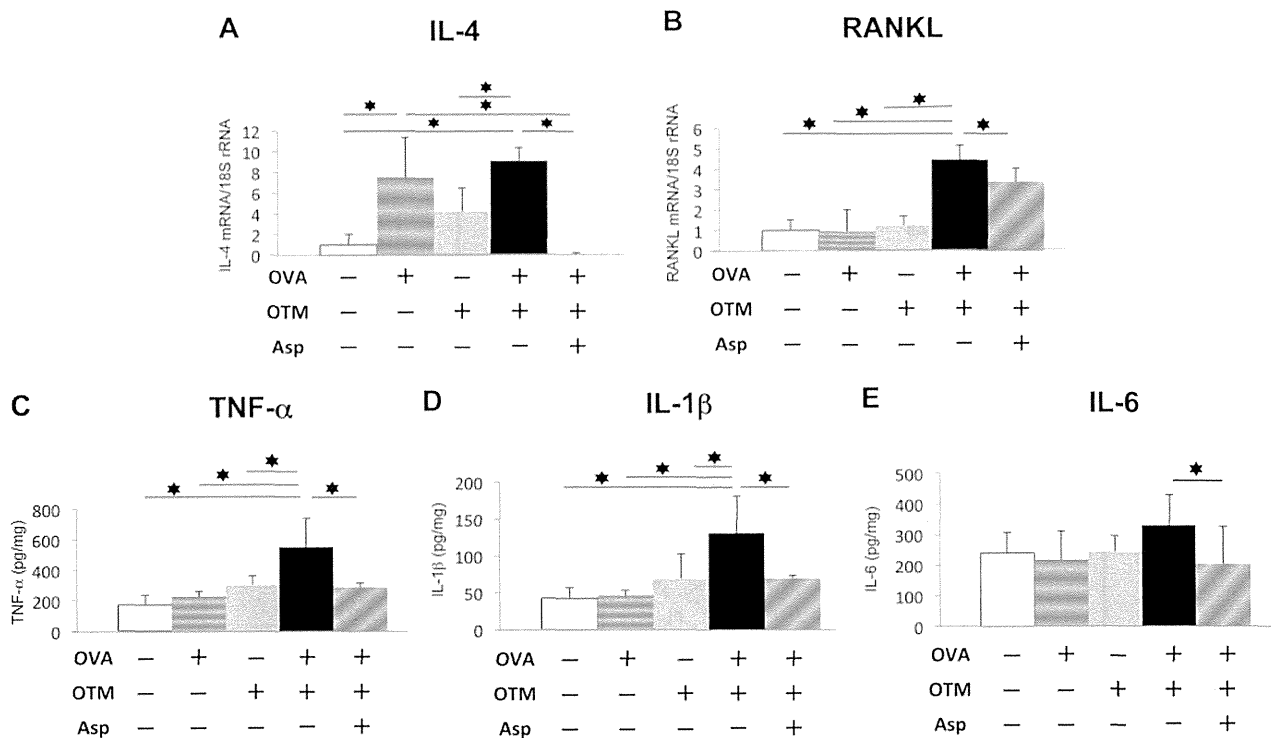 A IL-4
IL-4 mRNA/18S rRNA
12
10
8
6
4
2
0
★
★
★
★
★
OVA − + − + +
OTM − − + + +
Asp − − − − +
B RANKL
RANKL mRNA/18S rRNA
6
5
4
3
2
1
0
★
★
★
★
OVA − + − + +
OTM − − + + +
Asp − − − − +
C TNF-α
TNF-α (pg/mg)
800
600
400
200
0
★
★
★
★
OVA − + − + +
OTM − − + + +
Asp − − − − +
D IL-1β
IL-1β (pg/mg)
200
150
100
50
0
★
★
★
★
OVA − + − + +
OTM − − + + +
Asp − − − − +
E IL-6
IL-6 (pg/mg)
500
400
300
200
100
0
★
OVA − + − + +
OTM − − + + +
Asp − − − − +